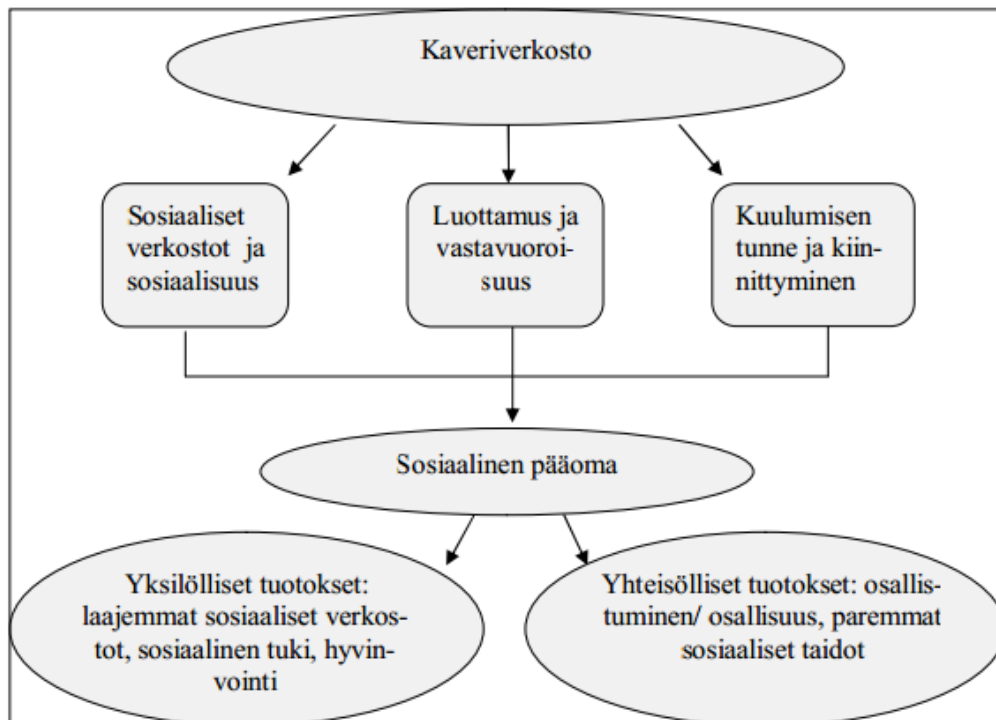 Kaveriverkosto
Sosiaaliset
verkostot ja
sosiaalisuus
Luottamus ja
vastavuoroi-
suus
Kuulumisen
tunne ja kiin-
nittyminen
Sosiaalinen pääoma
Yksilölliset tuotokset:
laajemmat sosiaaliset verkos-
tot, sosiaalinen tuki, hyvin-
vointi
Yhteisölliset tuotokset: osallis-
tuminen/ osallisuus, paremmat
sosiaaliset taidot